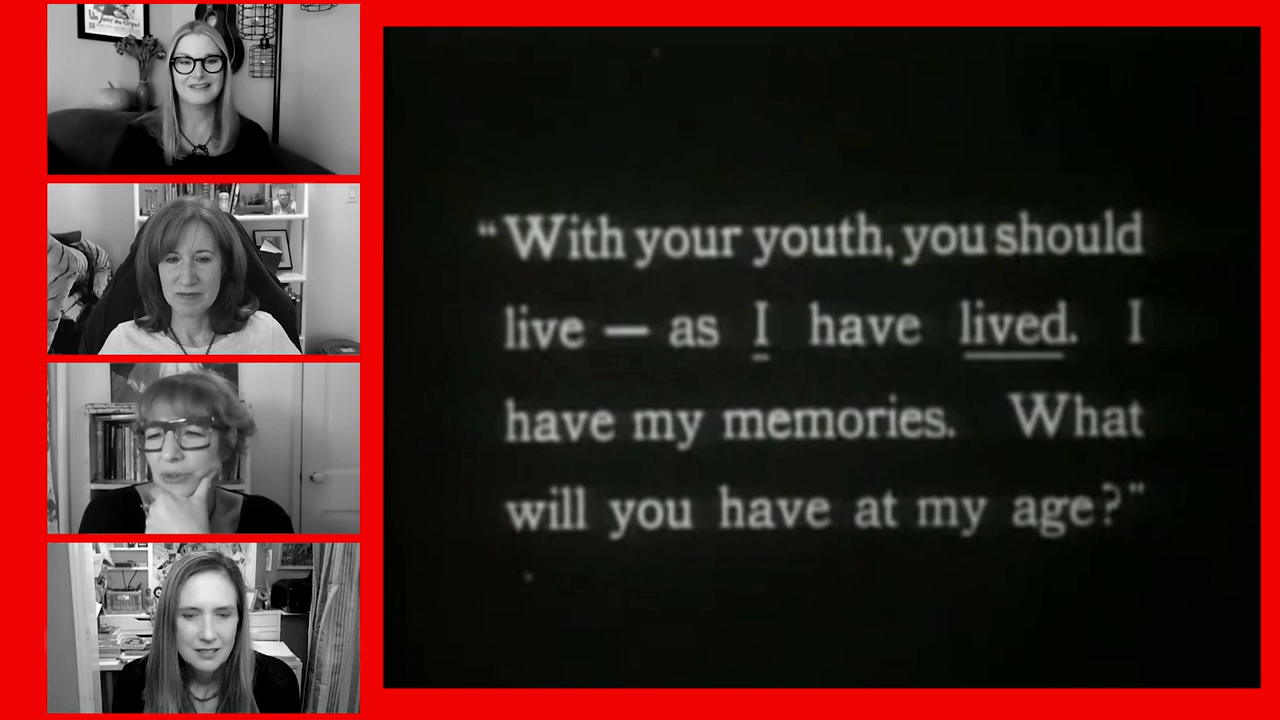 “With your youth, you should
live — as I have lived. I
have my memories. What
will you have at my age?”